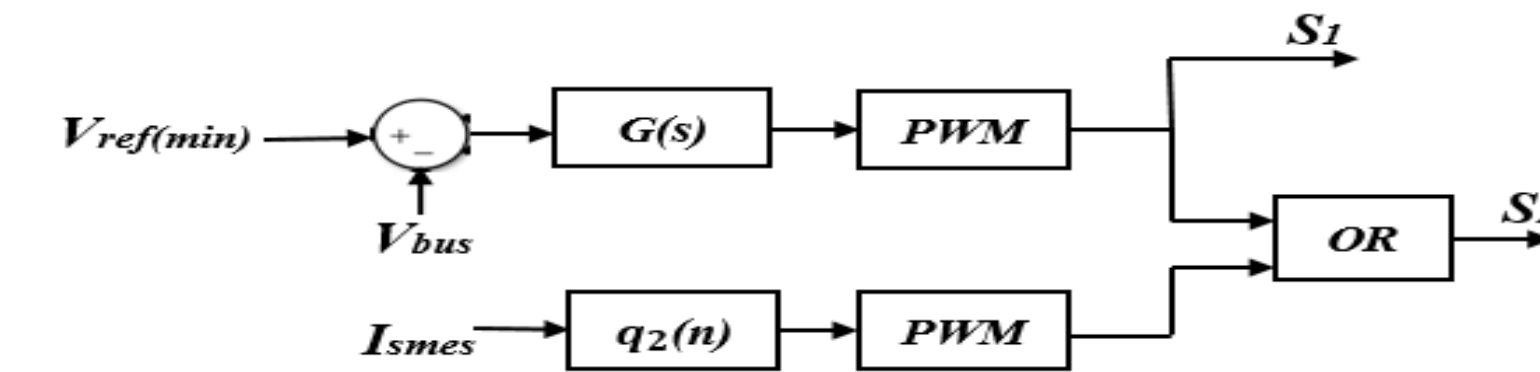 S1
Vref(min)
+
−
G(s)
PWM
Vbus
OR
Ismes
q2(n)
PWM